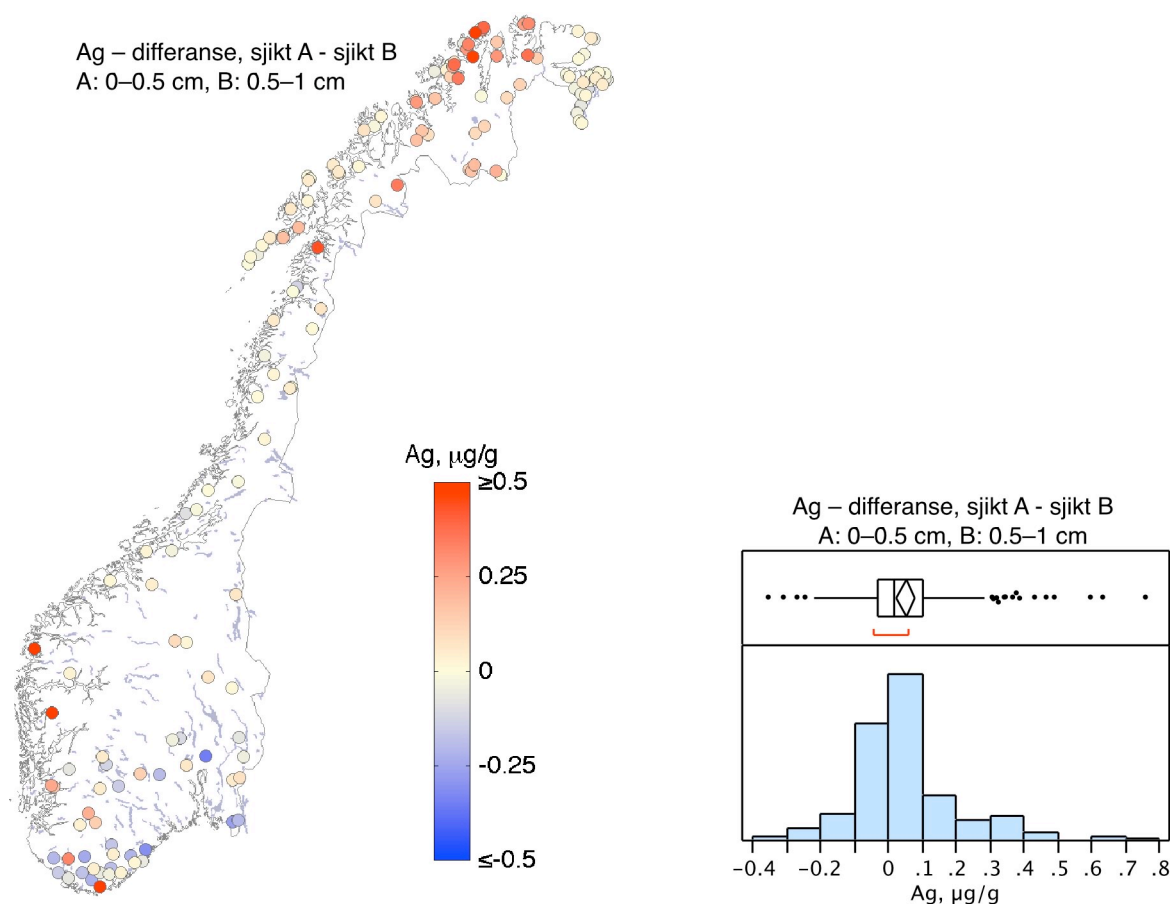 Ag – differanse, sjikt A - sjikt B
A: 0–0.5 cm, B: 0.5–1 cm
Ag, µg/g
≥0.5
0.25
0
-0.25
≤-0.5
Ag – differanse, sjikt A - sjikt B
A: 0–0.5 cm, B: 0.5–1 cm
−0.4 −0.2 0 .1 .2 .3 .4 .5 .6 .7 .8
Ag, µg/g